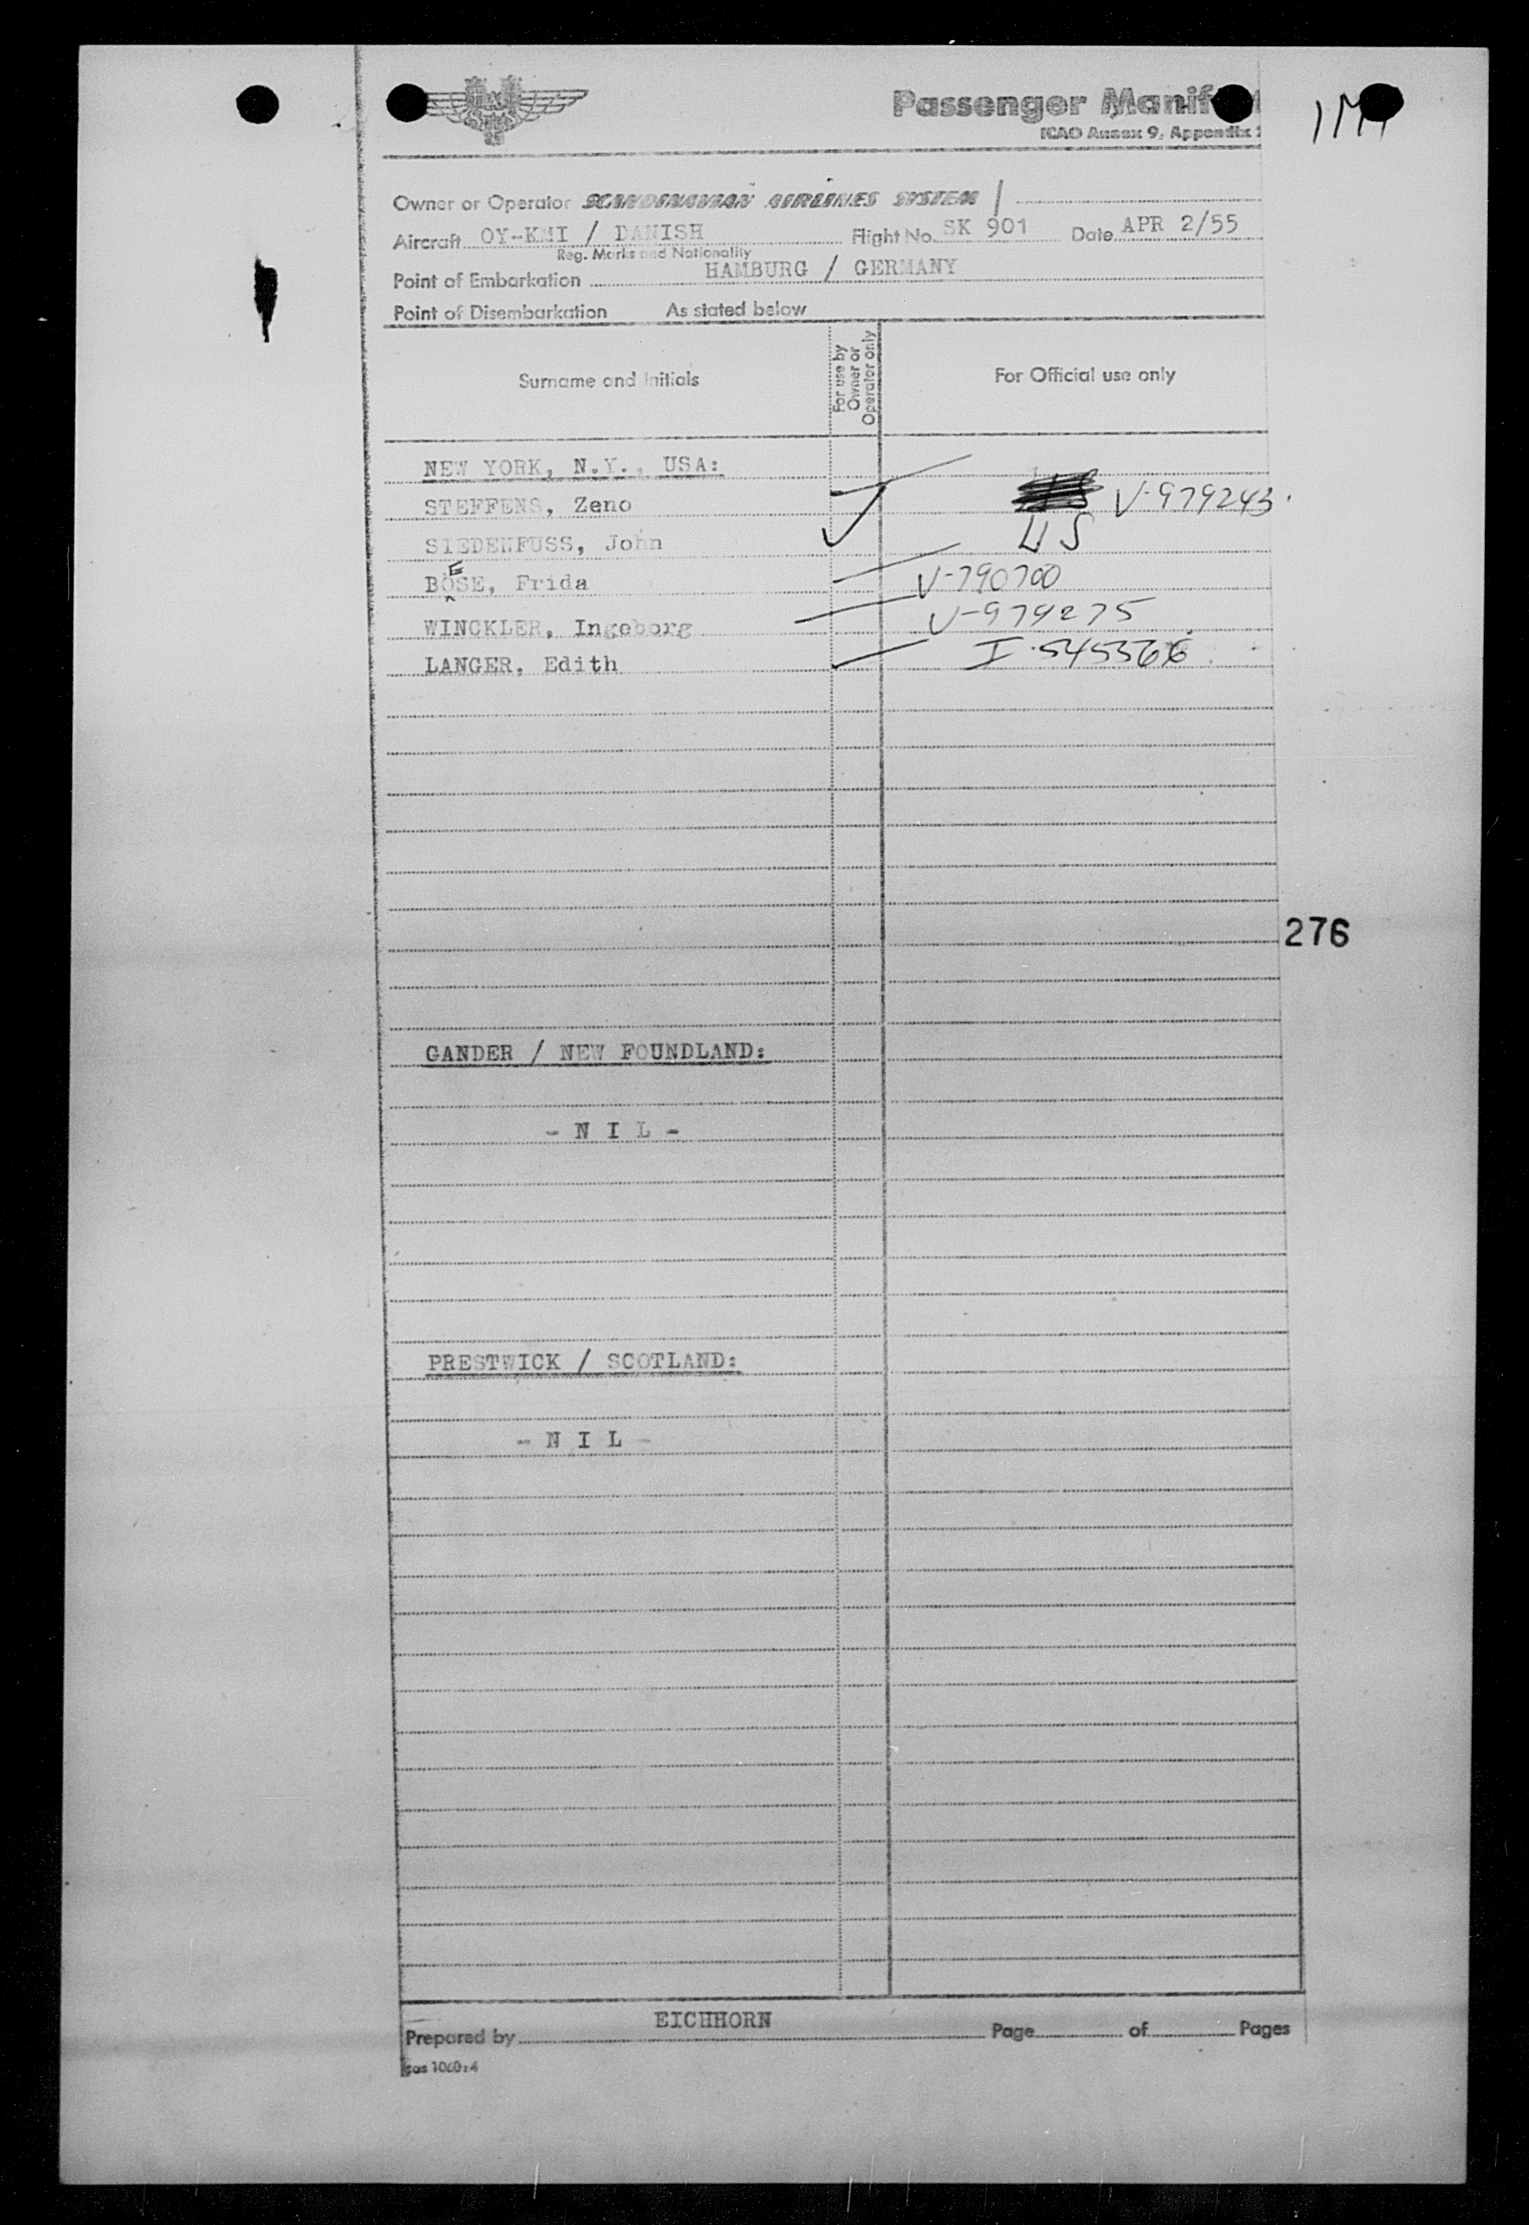 Passenger Manif
ICAO Annex 9, Appendix
Owner or Operator SCANDINAVIAN AIRLINES SYSTEM /
Aircraft OY-KMI / DANISH Flight No. SK 901 Date APR 2/55
Reg. Marks and Nationality
Point of Embarkation HAMBURG / GERMANY
Point of Disembarkation As stated below
Surname and Initials For use by Owner or Operator only For Official use only
NEW YORK, N.Y., USA:
STEFFENS, Zeno V-979243
SIEDENFUSS, John US
E
BÖSE, Frida V-790700
WINCKLER, Ingeborg V-979275
LANGER, Edith I-545566
276
GANDER / NEW FOUNDLAND:
- N I L -
PRESTWICK / SCOTLAND:
- N I L -
Prepared by EICHHORN Page of Pages
sas 1060:4